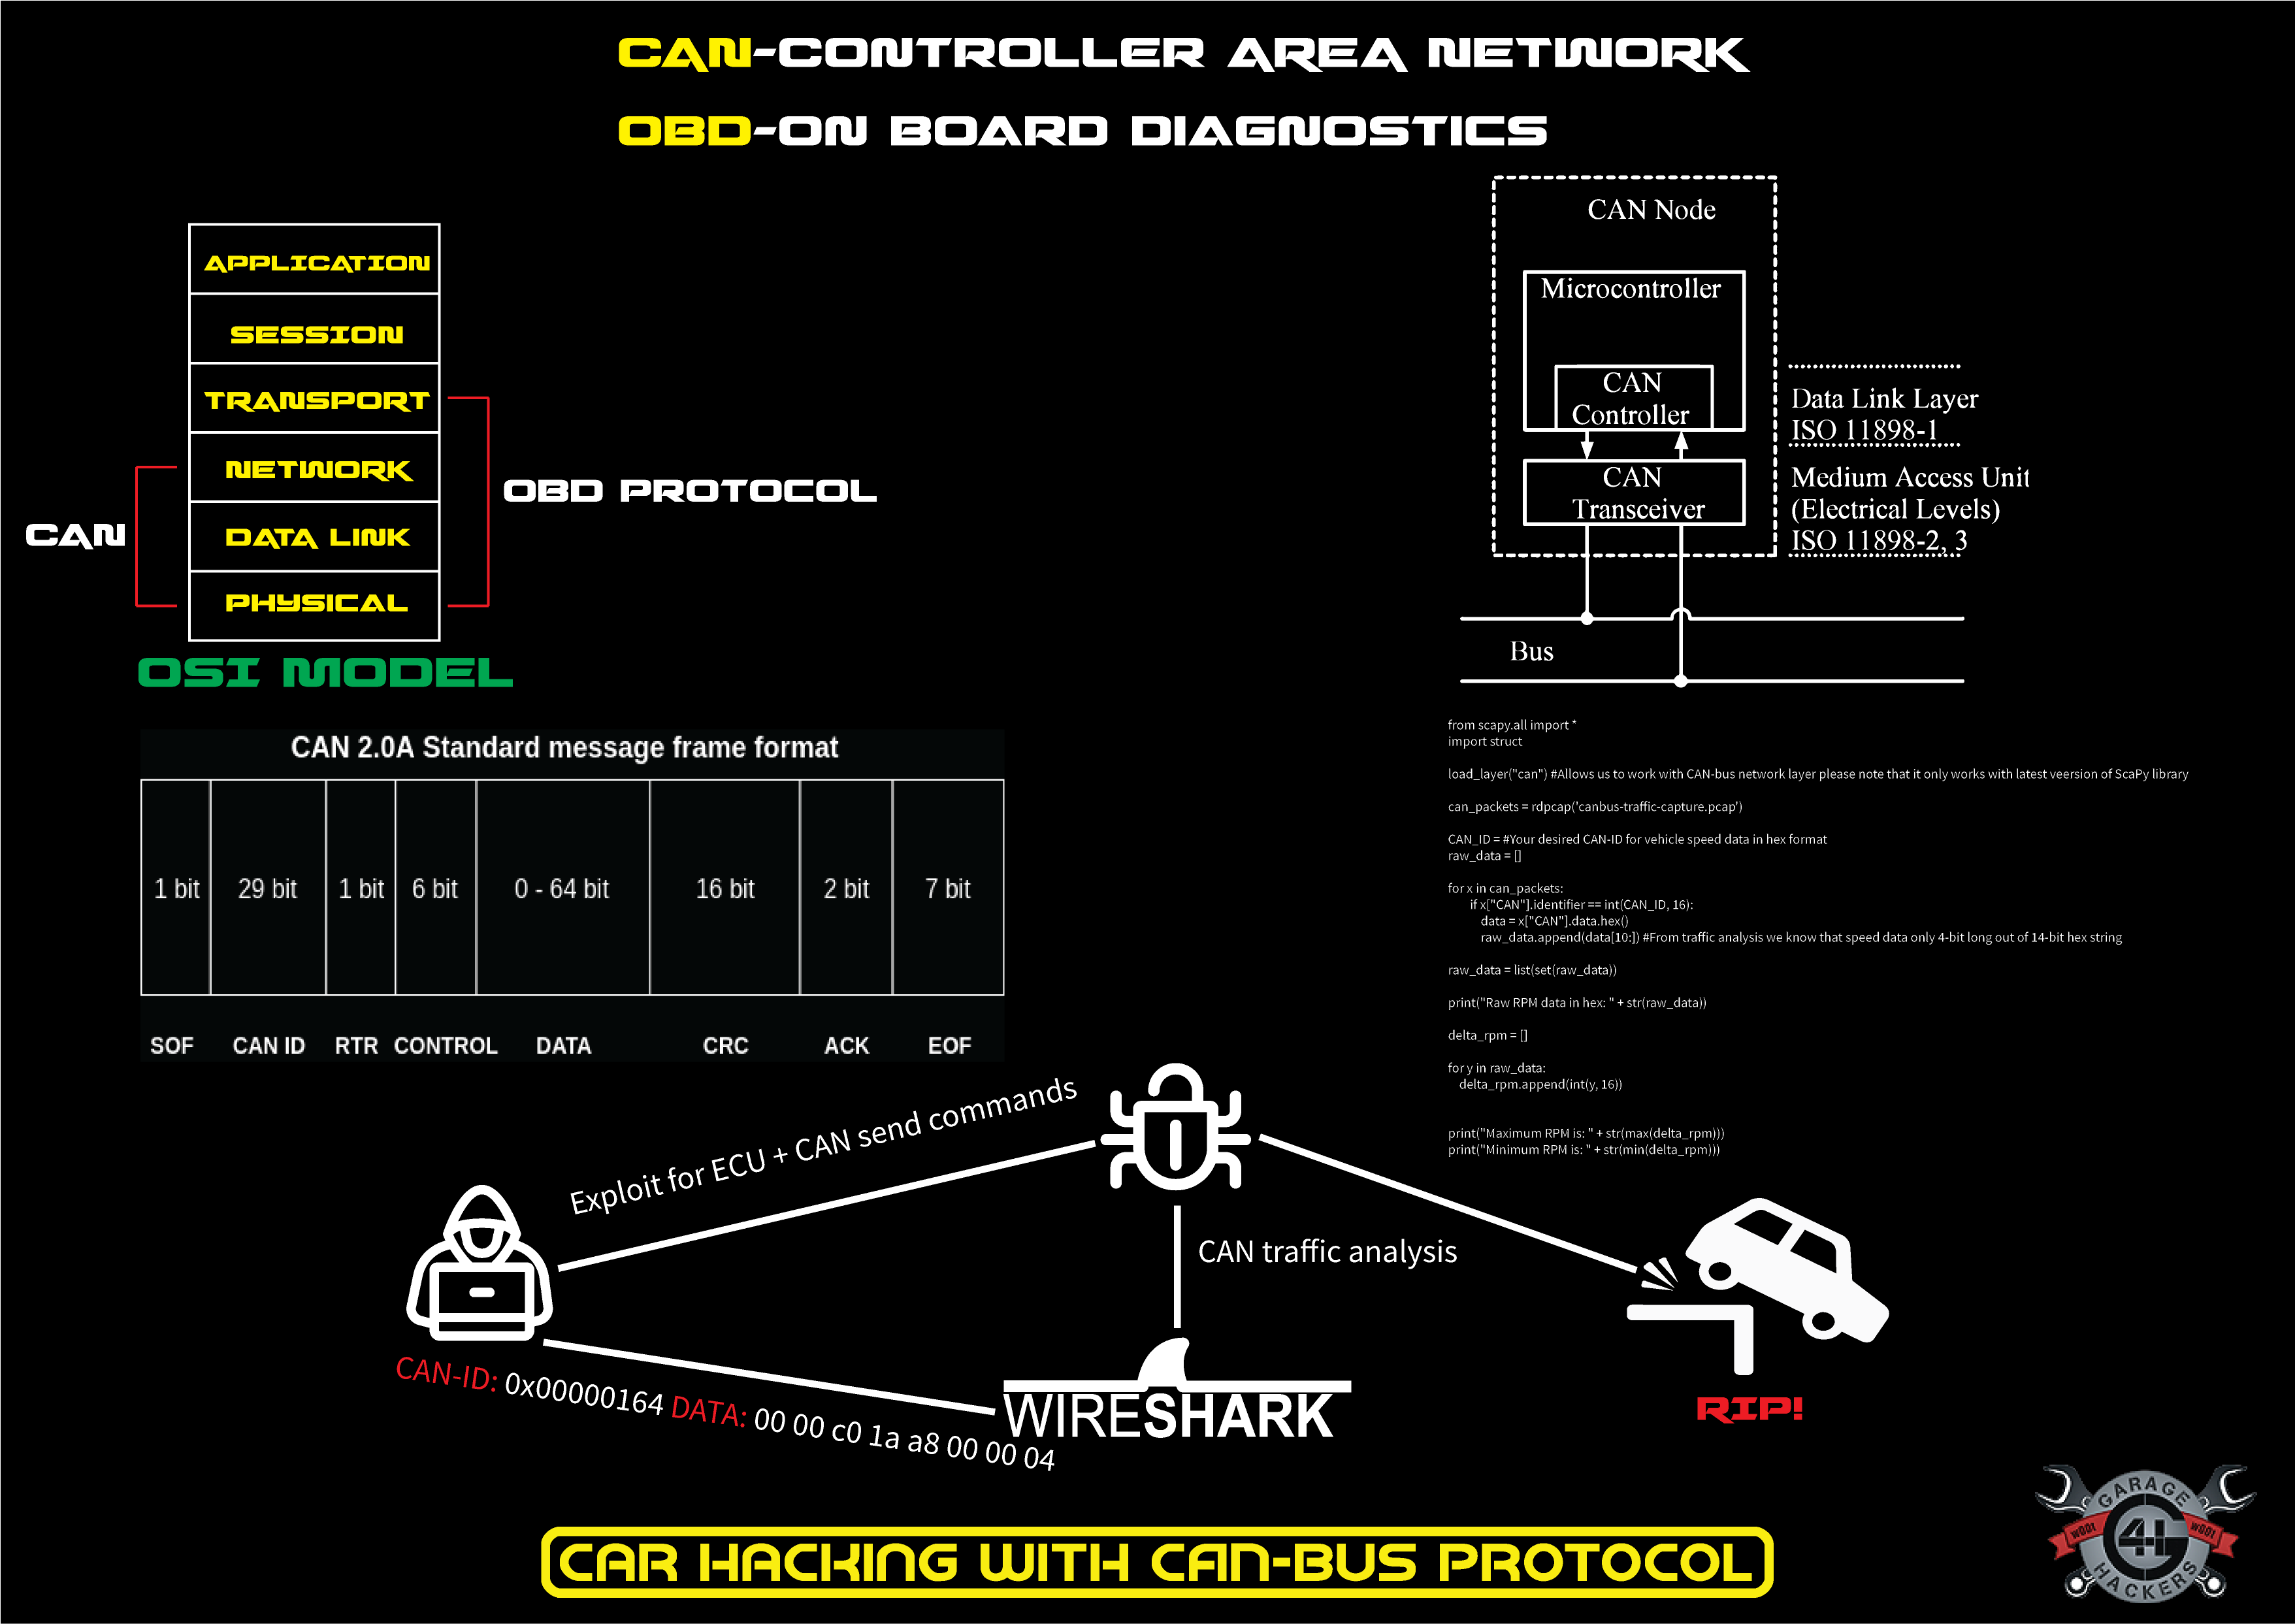 CAN-CONTROLLER AREA NETWORK
OBD-ON BOARD DIAGNOSTICS
APPLICATION
SESSION
TRANSPORT
NETWORK
DATA LINK
PHYSICAL
CAN
OBD PROTOCOL
OSI MODEL
CAN Node
Microcontroller
CAN
Controller
CAN
Transceiver
Data Link Layer
ISO 11898-1
Medium Access Unit
(Electrical Levels)
ISO 11898-2, 3
Bus
CAN 2.0A Standard message frame format
1 bit 29 bit 1 bit 6 bit 0 - 64 bit 16 bit 2 bit 7 bit
SOF CAN ID RTR CONTROL DATA CRC ACK EOF
from scapy.all import *
import struct
load_layer("can") #Allows us to work with CAN-bus network layer please note that it only works with latest veersion of ScaPy library
can_packets = rdpcap('canbus-traffic-capture.pcap')
CAN_ID = #Your desired CAN-ID for vehicle speed data in hex format
raw_data = []
for x in can_packets:
if x["CAN"].identifier == int(CAN_ID, 16):
data = x["CAN"].data.hex()
raw_data.append(data[10:]) #From traffic analysis we know that speed data only 4-bit long out of 14-bit hex string
raw_data = list(set(raw_data))
print("Raw RPM data in hex: " + str(raw_data))
delta_rpm = []
for y in raw_data:
delta_rpm.append(int(y, 16))
print("Maximum RPM is: " + str(max(delta_rpm)))
print("Minimum RPM is: " + str(min(delta_rpm)))
Exploit for ECU + CAN send commands
CAN traffic analysis
CAN-ID: 0x00000164 DATA: 00 00 c0 1a a8 00 00 04
WIRESHARK
RIP!
CAR HACKING WITH CAN-BUS PROTOCOL
GARAGE
w00t
4
w00t
HACKERS